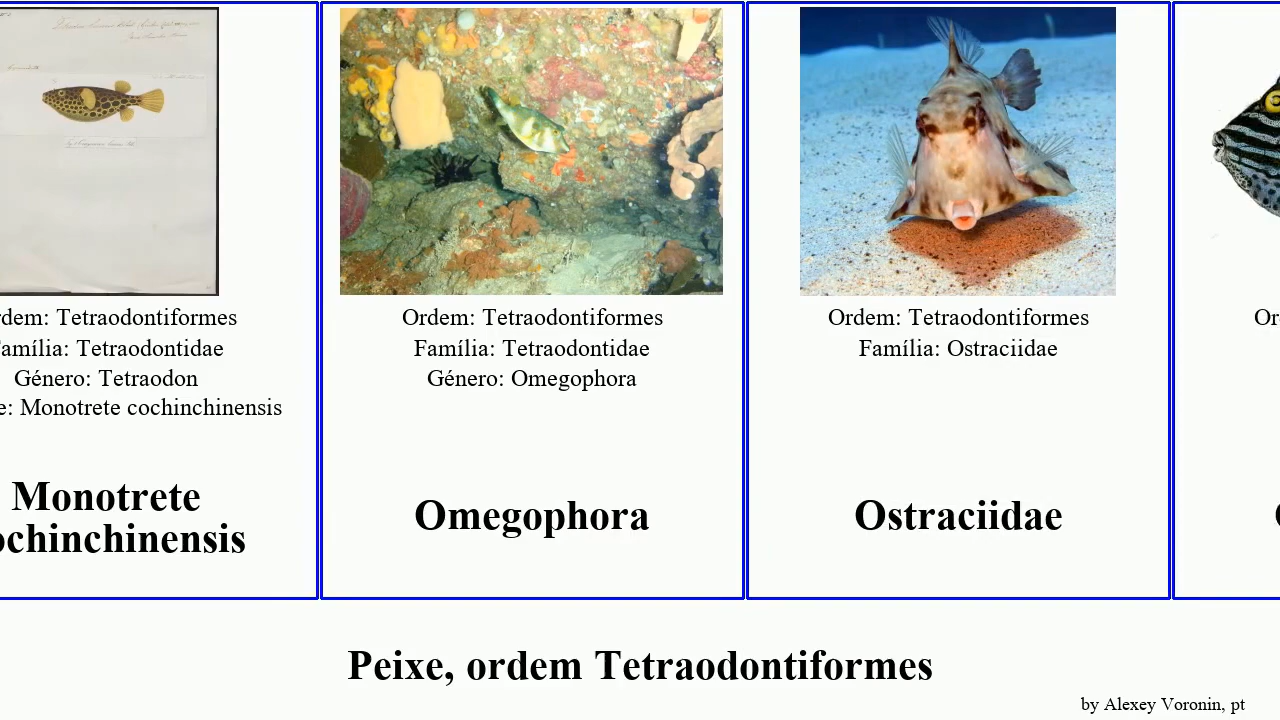 rdem: Tetraodontiformes
amília: Tetraodontidae
Género: Tetraodon
e: Monotrete cochinchinensis
Monotrete
ochinchinensis
Ordem: Tetraodontiformes
Família: Tetraodontidae
Género: Omegophora
Omegophora
Ordem: Tetraodontiformes
Família: Ostraciidae
Ostraciidae
Or
Peixe, ordem Tetraodontiformes
by Alexey Voronin, pt